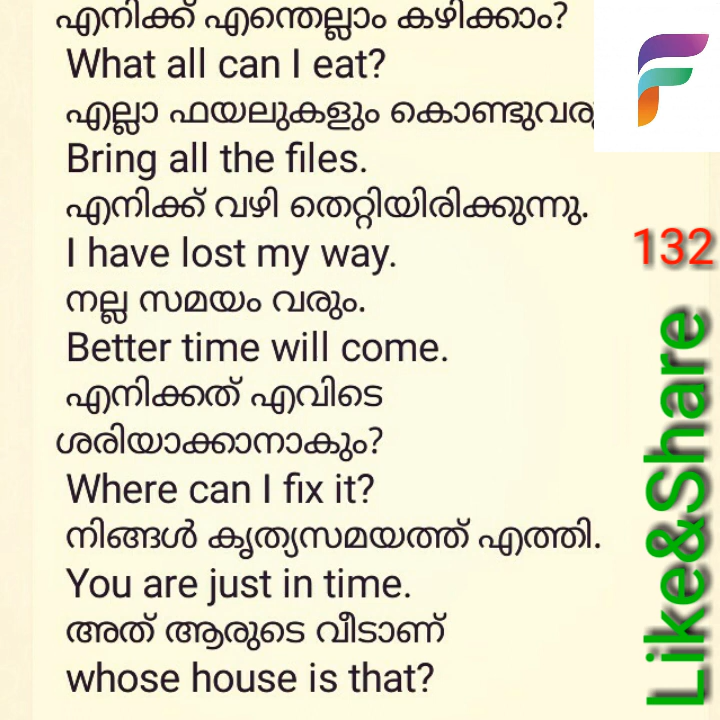 എനിക്ക് എന്തെല്ലാം കഴിക്കാം?
What all can I eat?
എല്ലാ ഫയലുകളും
Bring all the files.
എനിക്ക് വഴി തെറ്റിയിരിക്കുന്നു.
I have lost my way.
നല്ല സമയം വരും.
Better time will come.
എനിക്കത് എവിടെ
ശരിയാക്കാനാകും?
Where can I fix it?
നിങ്ങൾ കൃത്യസമയത്ത് എത്തി.
You are just in time.
അത് ആരുടെ വീടാണ്
whose house is that?
F
132
Like&Share